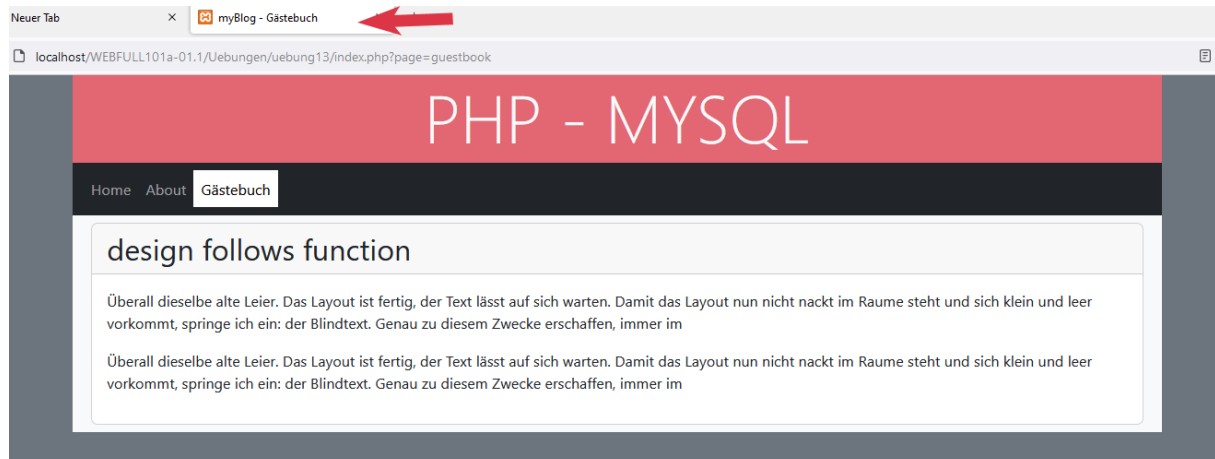 Neuer Tab
myBlog - Gästebuch
localhost/WEBFULL101a-01.1/Uebungen/uebung13/index.php?page=guestbook
PHP - MYSQL
Home About Gästebuch
design follows function
Überall dieselbe alte Leier. Das Layout ist fertig, der Text lässt auf sich warten. Damit das Layout nun nicht nackt im Raume steht und sich klein und leer
vorkommt, springe ich ein: der Blindtext. Genau zu diesem Zwecke erschaffen, immer im
Überall dieselbe alte Leier. Das Layout ist fertig, der Text lässt auf sich warten. Damit das Layout nun nicht nackt im Raume steht und sich klein und leer
vorkommt, springe ich ein: der Blindtext. Genau zu diesem Zwecke erschaffen, immer im